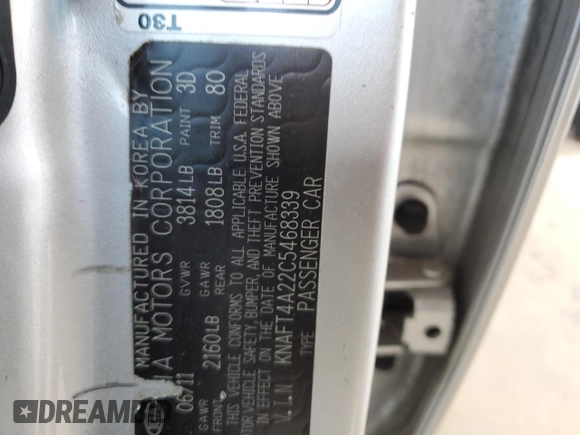 T30
MANUFACTURED IN KOREA BY
KIA MOTORS CORPORATION
06/11 GVWR 3814LB PAINT 3D
GAWR FRONT 2160LB GAWR REAR 1808LB TRIM 80
THIS VEHICLE CONFORMS TO ALL APPLICABLE U.S.A. FEDERAL
MOTOR VEHICLE SAFETY, BUMPER, AND THEFT PREVENTION STANDARDS
IN EFFECT ON THE DATE OF MANUFACTURE SHOWN ABOVE
V.I.N KNAFT4A22C5468339
TYPE PASSENGER CAR
DREAMBID